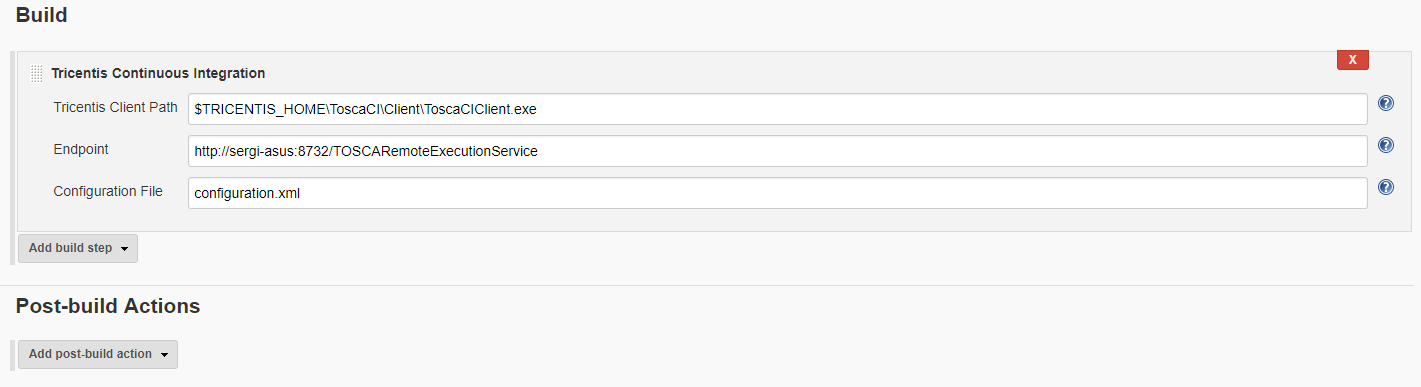 Build
Tricentis Continuous Integration
X
Tricentis Client Path
$TRICENTIS_HOME\ToscaCI\Client\ToscaCIClient.exe
?
Endpoint
http://sergi-asus:8732/TOSCARemoteExecutionService
?
Configuration File
configuration.xml
?
Add build step
Post-build Actions
Add post-build action